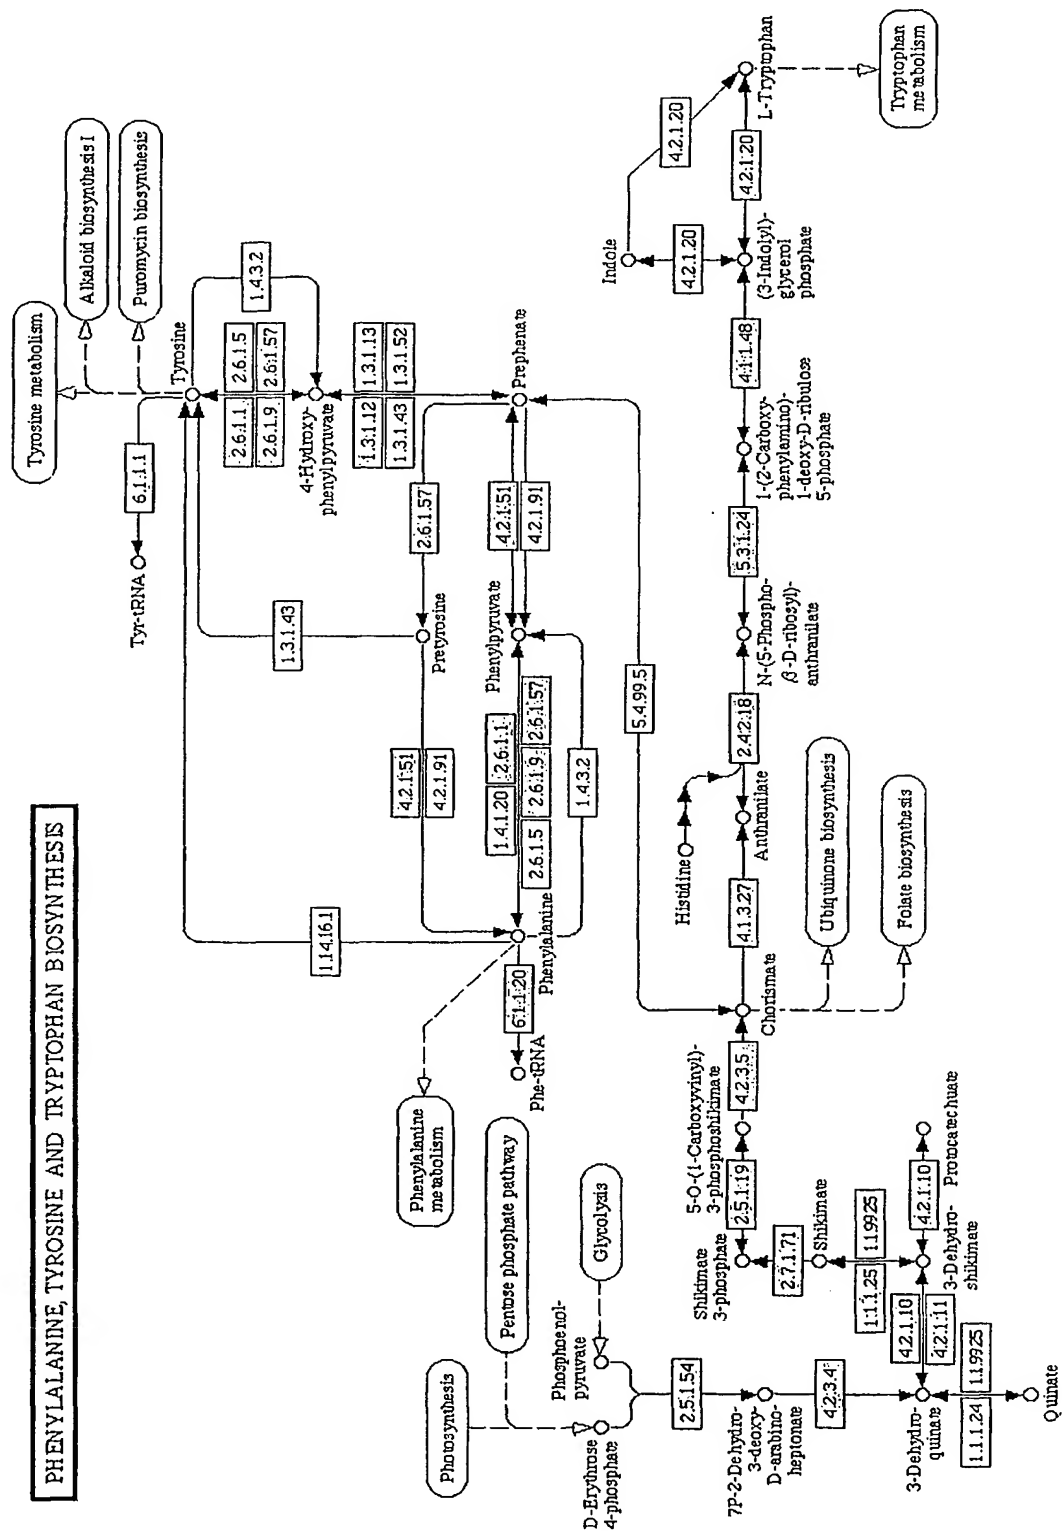 PHENYLALANINE, TYROSINE AND TRYPTOPHAN BIOSYNTHESIS
Tyrosine metabolism
Alkaloid biosynthesis I
Puromycin biosynthesis
6.1.1.1
Tyr-tRNA
Tyrosine
1.4.3.2
2.6.1.1
2.6.1.5
2.6.1.9
2.6.1.57
4-Hydroxy-
phenylpyruvate
1.3.1.12
1.3.1.13
1.3.1.43
1.3.1.52
1.3.1.43
1.14.16.1
2.6.1.57
Pretyrosine
Prephenate
4.2.1.51
4.2.1.91
4.2.1.51
4.2.1.91
Phenylpyruvate
1.4.1.20
2.6.1.1
2.6.1.5
2.6.1.9
2.6.1.57
1.4.3.2
Phenylalanine
6.1.1.20
Phe-tRNA
Phenylalanine
metabolism
5.4.99.5
Photosynthesis
Pentose phosphate pathway
Glycolysis
D-Erythrose
4-phosphate
Phosphoenol-
pyruvate
2.5.1.54
7P-2-Dehydro-
3-deoxy-
D-arabino-
heptonate
4.2.3.4
3-Dehydro-
quinate
1.1.1.24
1.1.99.25
Quinate
4.2.1.10
4.2.1.11
3-Dehydro-
shikimate
4.2.1.10
Protocatechuate
1.1.1.25
1.1.99.25
Shikimate
2.7.1.71
Shikimate
3-phosphate
2.5.1.19
5-O-(1-Carboxyvinyl)-
3-phosphoshikimate
4.2.3.5
Chorismate
Ubiquinone biosynthesis
Folate biosynthesis
4.1.3.27
Anthranilate
Histidine
2.4.2.18
N-(5-Phospho-
β-D-ribosyl)-
anthranilate
5.3.1.24
1-(2-Carboxy-
phenylamino)-
1-deoxy-D-ribulose
5-phosphate
4.1.1.48
(3-Indolyl)-
glycerol
phosphate
4.2.1.20
Indole
4.2.1.20
4.2.1.20
L-Tryptophan
Tryptophan
metabolism